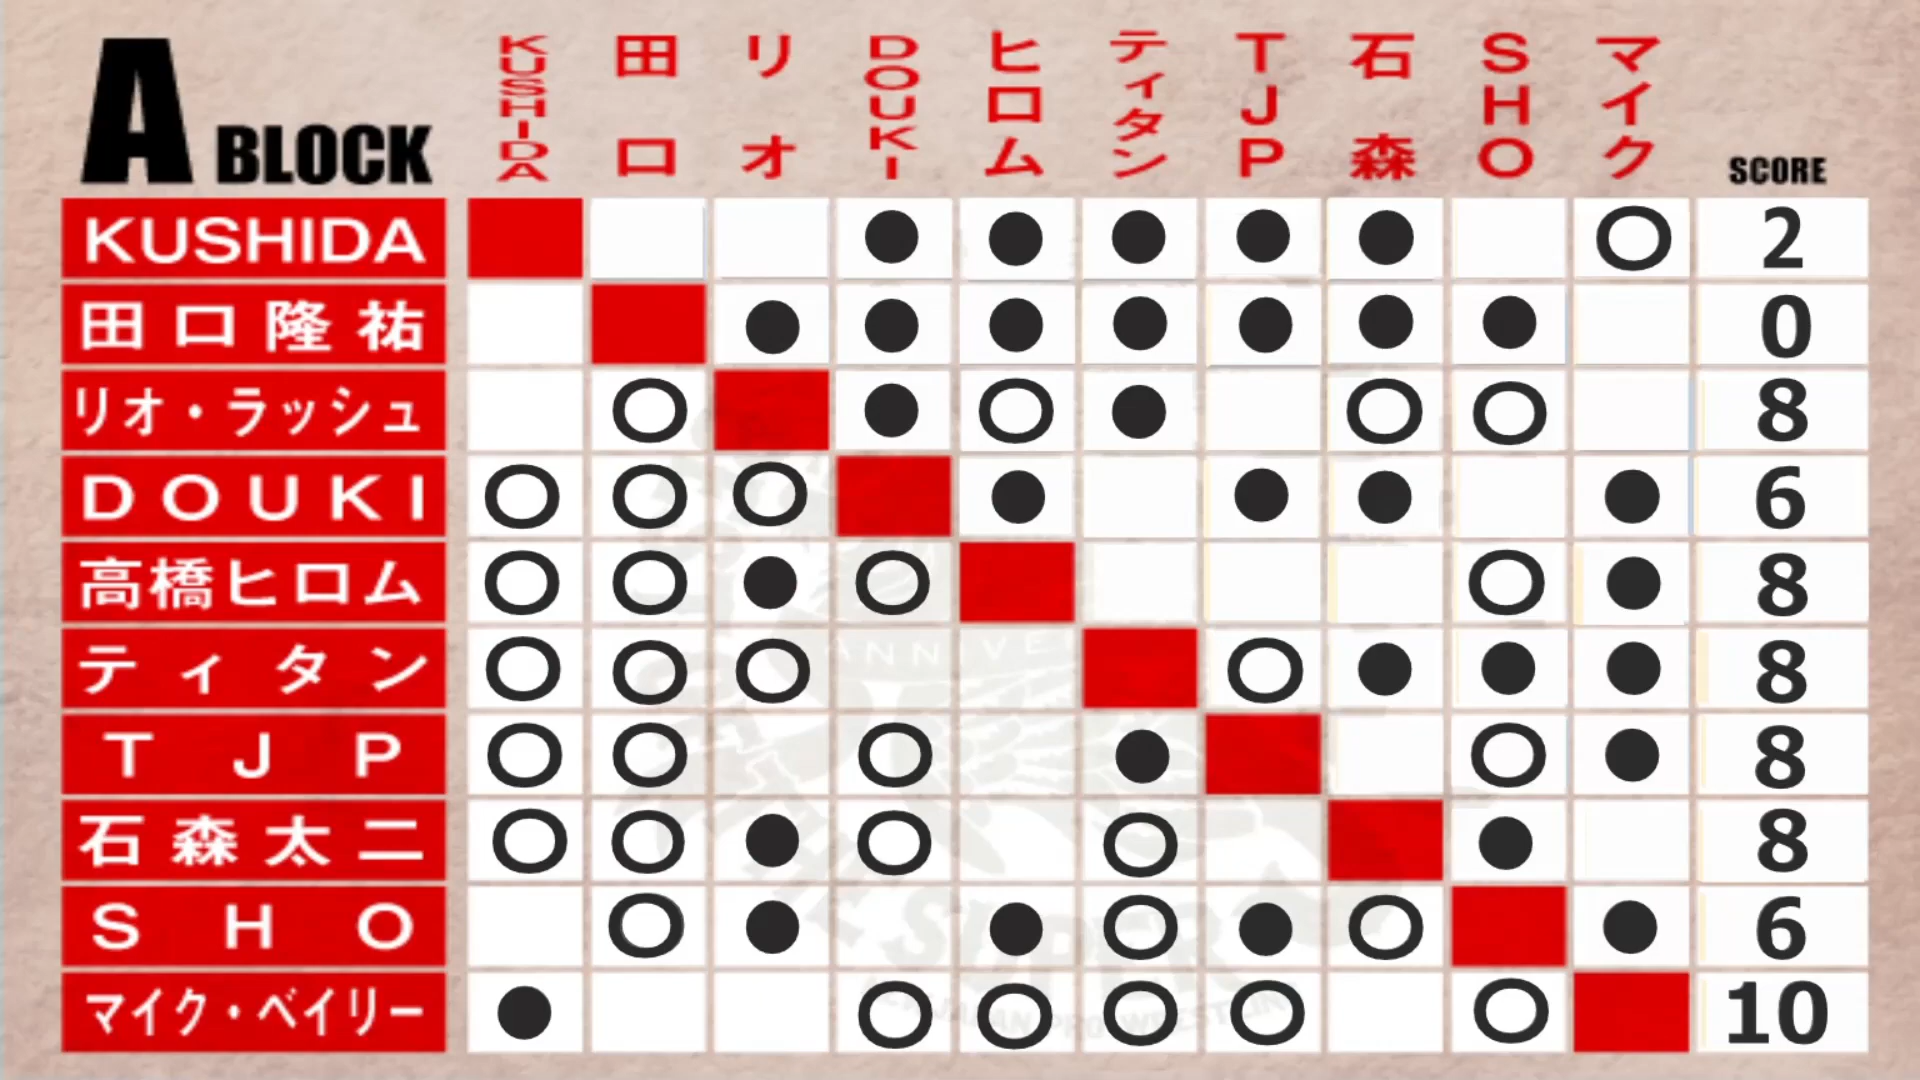 A BLOCK
KUSHIDA 田口 リオ DOUKI ヒロム ティタン TJP 石森 SHO マイク SCORE
KUSHIDA ● ● ● ● ● ○ 2
田口隆祐 ● ● ● ● ● ● ● 0
リオ・ラッシュ ○ ● ○ ● ○ ○ 8
DOUKI ○ ○ ○ ● ● ● ● 6
高橋ヒロム ○ ○ ● ○ ○ ● 8
ティタン ○ ○ ○ ○ ● ● ● 8
TJP ○ ○ ○ ● ○ ● 8
石森太二 ○ ○ ● ○ ○ ● 8
SHO ○ ● ● ○ ● ○ ● 6
マイク・ベイリー ● ○ ○ ○ ○ ○ 10